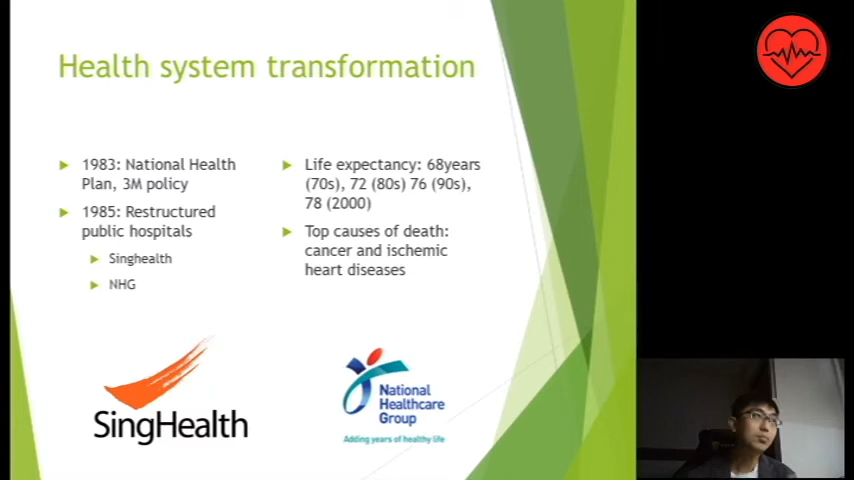 Health system transformation
1983: National Health
Plan, 3M policy
1985: Restructured
public hospitals
Singhealth
NHG
Life expectancy: 68years
(70s), 72 (80s) 76 (90s),
78 (2000)
Top causes of death:
cancer and ischemic
heart diseases
SingHealth
National
Healthcare
Group
Adding years of healthy life